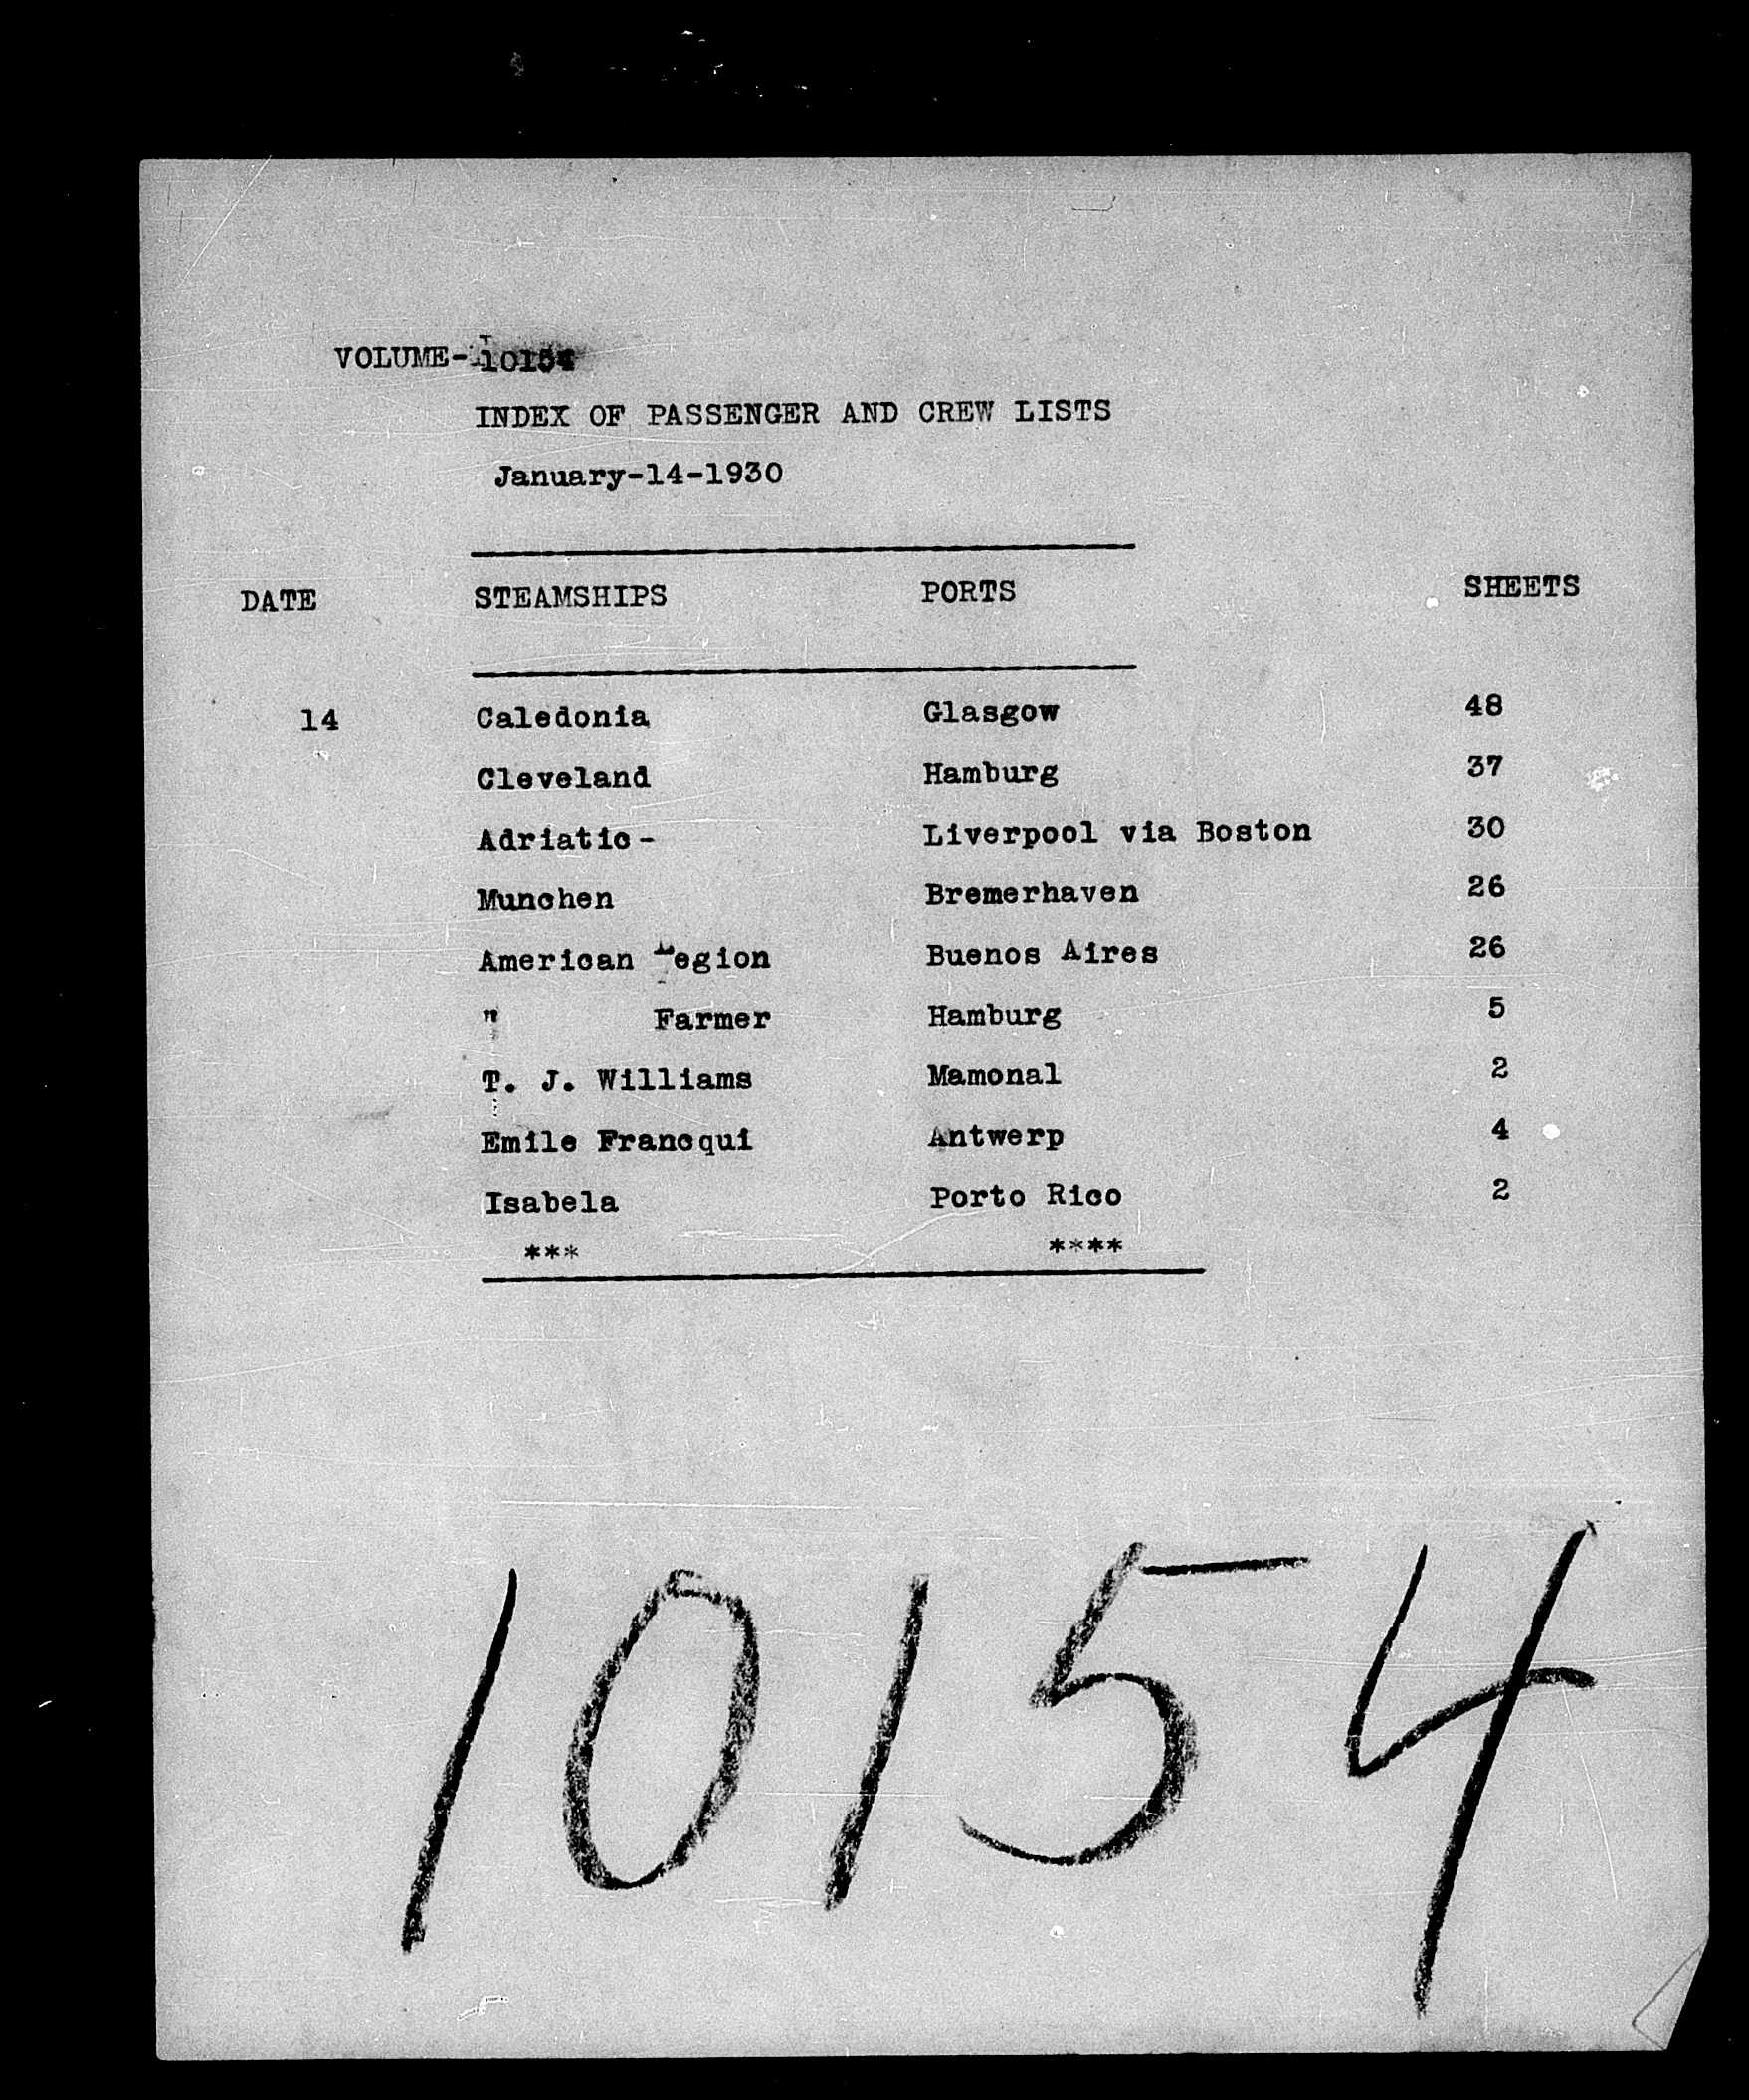 VOLUME-10154
INDEX OF PASSENGER AND CREW LISTS
January-14-1930
DATE STEAMSHIPS PORTS SHEETS
14 Caledonia Glasgow 48
Cleveland Hamburg 37
Adriatic- Liverpool via Boston 30
Munchen Bremerhaven 26
American Legion Buenos Aires 26
" Farmer Hamburg 5
T. J. Williams Mamonal 2
Emile Francqui Antwerp 4
Isabela Porto Rico 2
*** ****
10154